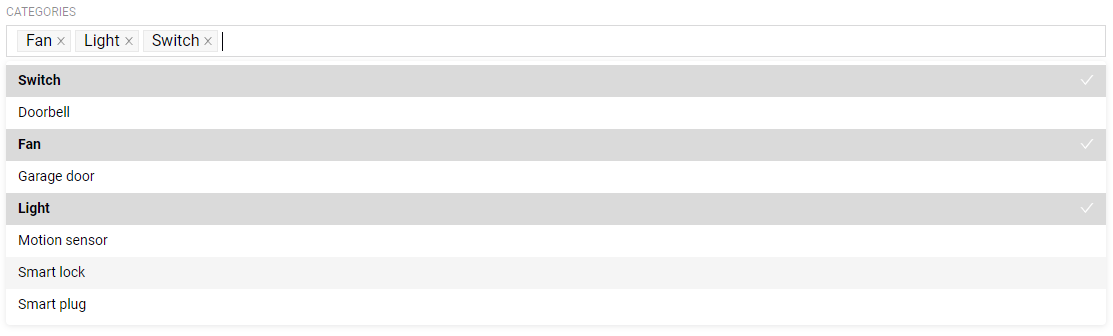 CATEGORIES
Fan × Light × Switch ×
Switch
Doorbell
Fan
Garage door
Light
Motion sensor
Smart lock
Smart plug